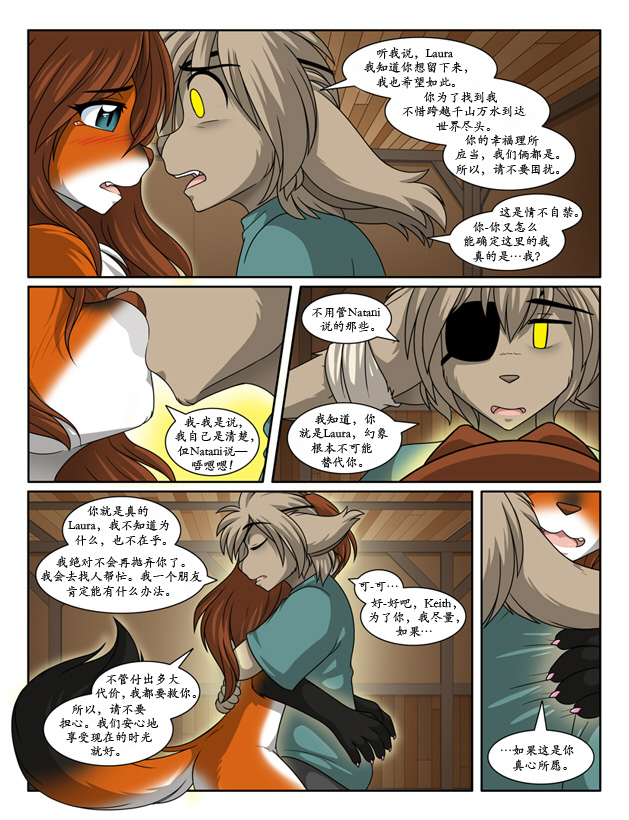 听我说，Laura
我知道你想留下来，
我也希望如此。
你为了找到我
不惜跨越千山万水到达
世界尽头。
你的幸福理所
应当，我们俩都是。
所以，请不要困扰。
这是情不自禁。
你-你又怎么
能确定这里的我
真的是…我？
我-我是说，
我自己是清楚，
但Natani说—
唔嗯嗯！
不用管Natani
说的那些。
我知道，你
就是Laura，幻象
根本不可能
替代你。
你就是真的
Laura，我不知道为
什么，也不在乎。
我绝对不会再抛弃你了。
我会去找人帮忙。我一个朋友
肯定能有什么办法。
可-可…
好-好吧，Keith，
为了你，我尽量，
如果…
不管付出多大
代价，我都要救你。
所以，请不要
担心。我们安心地
享受现在的时光
就好。
…如果这是你
真心所愿。